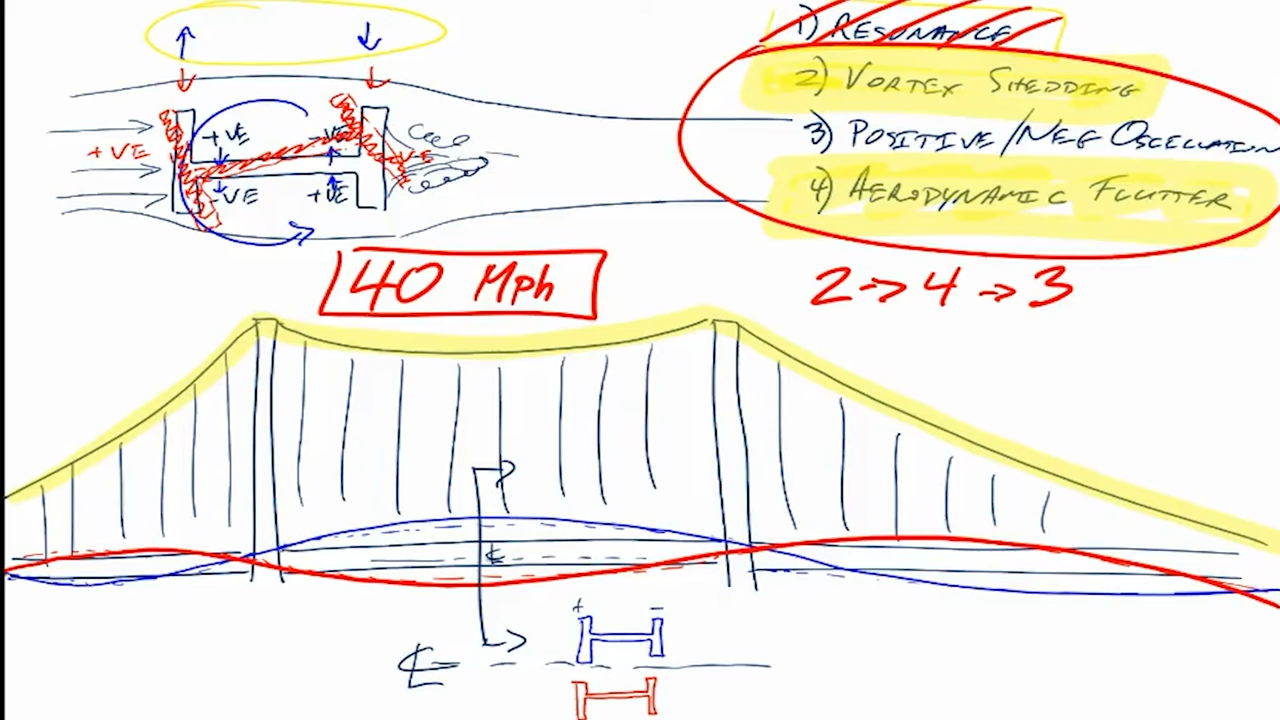 1) RESONANCE
2) VORTEX SHEDDING
3) POSITIVE/NEG OSCELLATION
4) AERODYNAMIC FLUTTER
2→4→3
+VE -VE
+VE -VE
-VE +VE
40 Mph
℄
+ -
℄